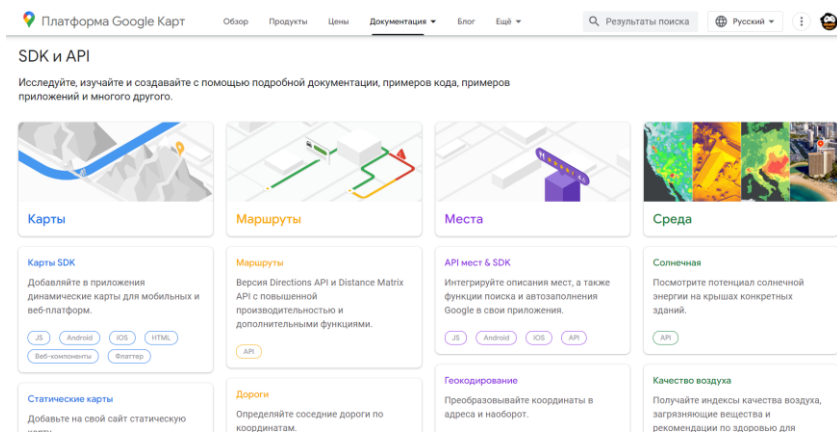 Платформа Google Карт
Обзор
Продукты
Цены
Документация
Блог
Ещё
Результаты поиска
Русский
SDK и API
Исследуйте, изучайте и создавайте с помощью подробной документации, примеров кода, примеров
приложений и многого другого.
Карты
Маршруты
Места
Среда
Карты SDK
Добавляйте в приложения
динамические карты для мобильных и
веб-платформ.
JS
Android
iOS
HTML
Веб-компоненты
Флаттер
Маршруты
Версия Directions API и Distance Matrix
API с повышенной
производительностью и
дополнительными функциями.
API
API мест & SDK
Интегрируйте описания мест, а также
функции поиска и автозаполнения
Google в свои приложения.
JS
Android
iOS
API
Солнечная
Посмотрите потенциал солнечной
энергии на крышах конкретных
зданий.
API
Статические карты
Добавьте на свой сайт статическую
карту
Дороги
Определяйте соседние дороги по
координатам.
Геокодирование
Преобразовывайте координаты в
адреса и наоборот.
Качество воздуха
Получайте индексы качества воздуха,
загрязняющие вещества и
рекомендации по здоровью для